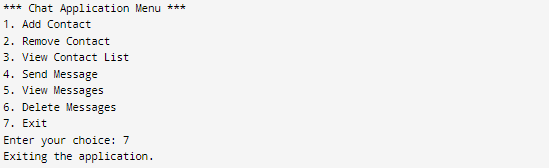 *** Chat Application Menu ***
1. Add Contact
2. Remove Contact
3. View Contact List
4. Send Message
5. View Messages
6. Delete Messages
7. Exit
Enter your choice: 7
Exiting the application.